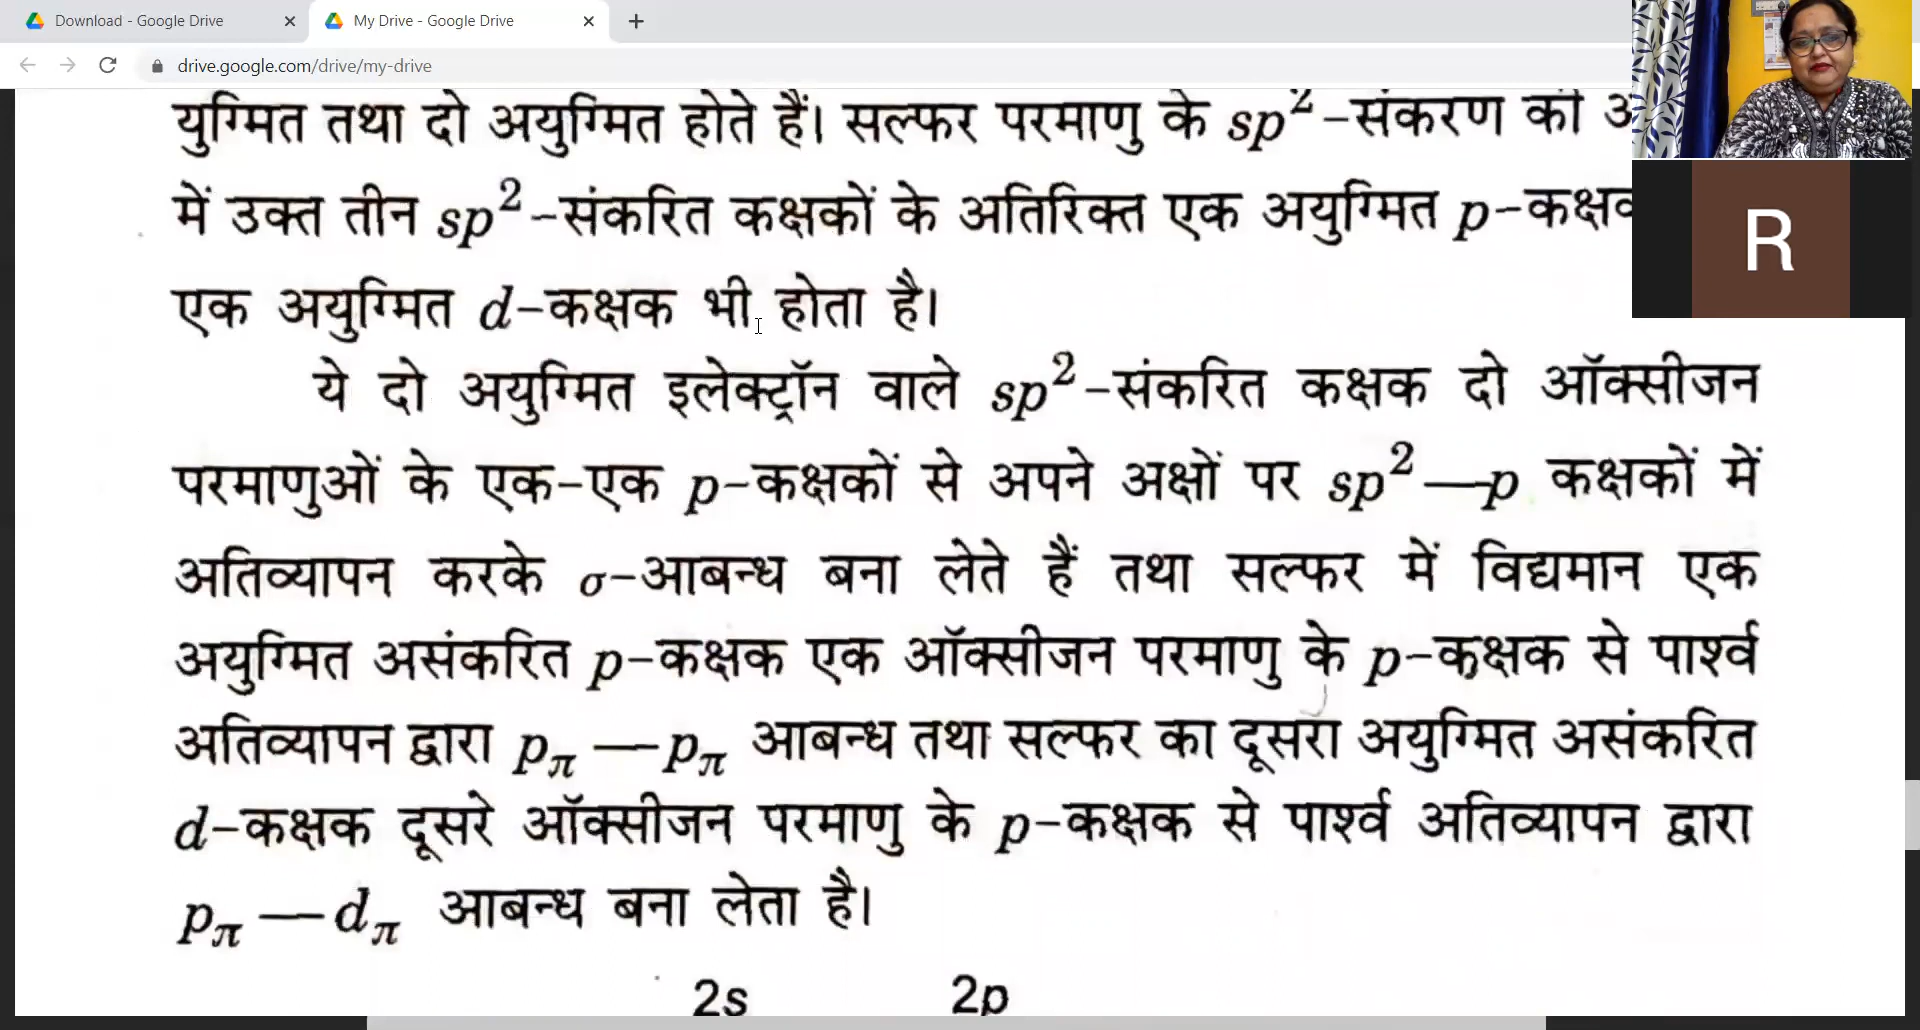 Download - Google Drive
My Drive - Google Drive
drive.google.com/drive/my-drive
युग्मित तथा दो अयुग्मित होते हैं। सल्फर परमाणु के sp²-संकरण की
में उक्त तीन sp²-संकरित कक्षकों के अतिरिक्त एक अयुग्मित
एक अयुग्मित d-कक्षक भी होता है।
ये दो अयुग्मित इलेक्ट्रॉन वाले sp²-संकरित कक्षक दो ऑक्सीजन
परमाणुओं के एक-एक p-कक्षकों से अपने अक्षों पर sp²—p कक्षकों में
अतिव्यापन करके σ-आबन्ध बना लेते हैं तथा सल्फर में विद्यमान एक
अयुग्मित असंकरित p-कक्षक एक ऑक्सीजन परमाणु के p-कक्षक से पार्श्व
अतिव्यापन द्वारा pπ—pπ आबन्ध तथा सल्फर का दूसरा अयुग्मित असंकरित
d-कक्षक दूसरे ऑक्सीजन परमाणु के p-कक्षक से पार्श्व अतिव्यापन द्वारा
pπ—dπ आबन्ध बना लेता है।
2s 2p
R